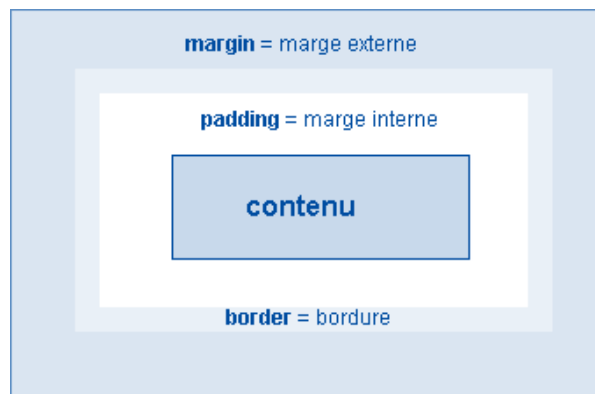 margin = marge externe
padding = marge interne
contenu
border = bordure